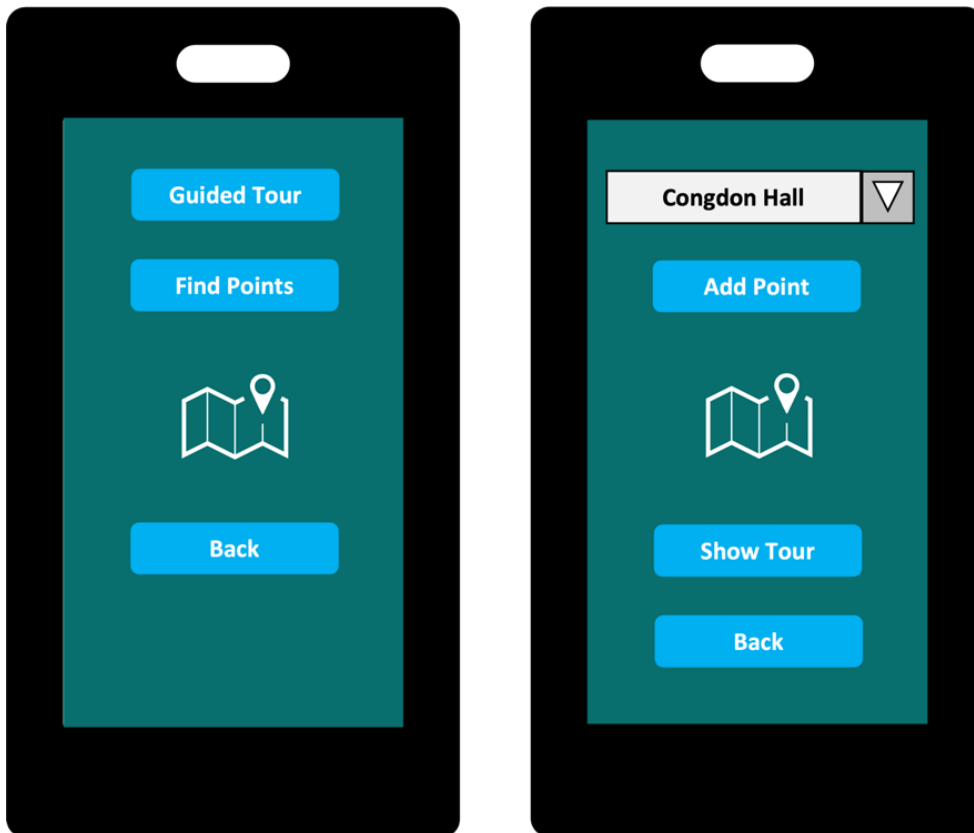 Guided Tour
Find Points
Back
Congdon Hall
Add Point
Show Tour
Back